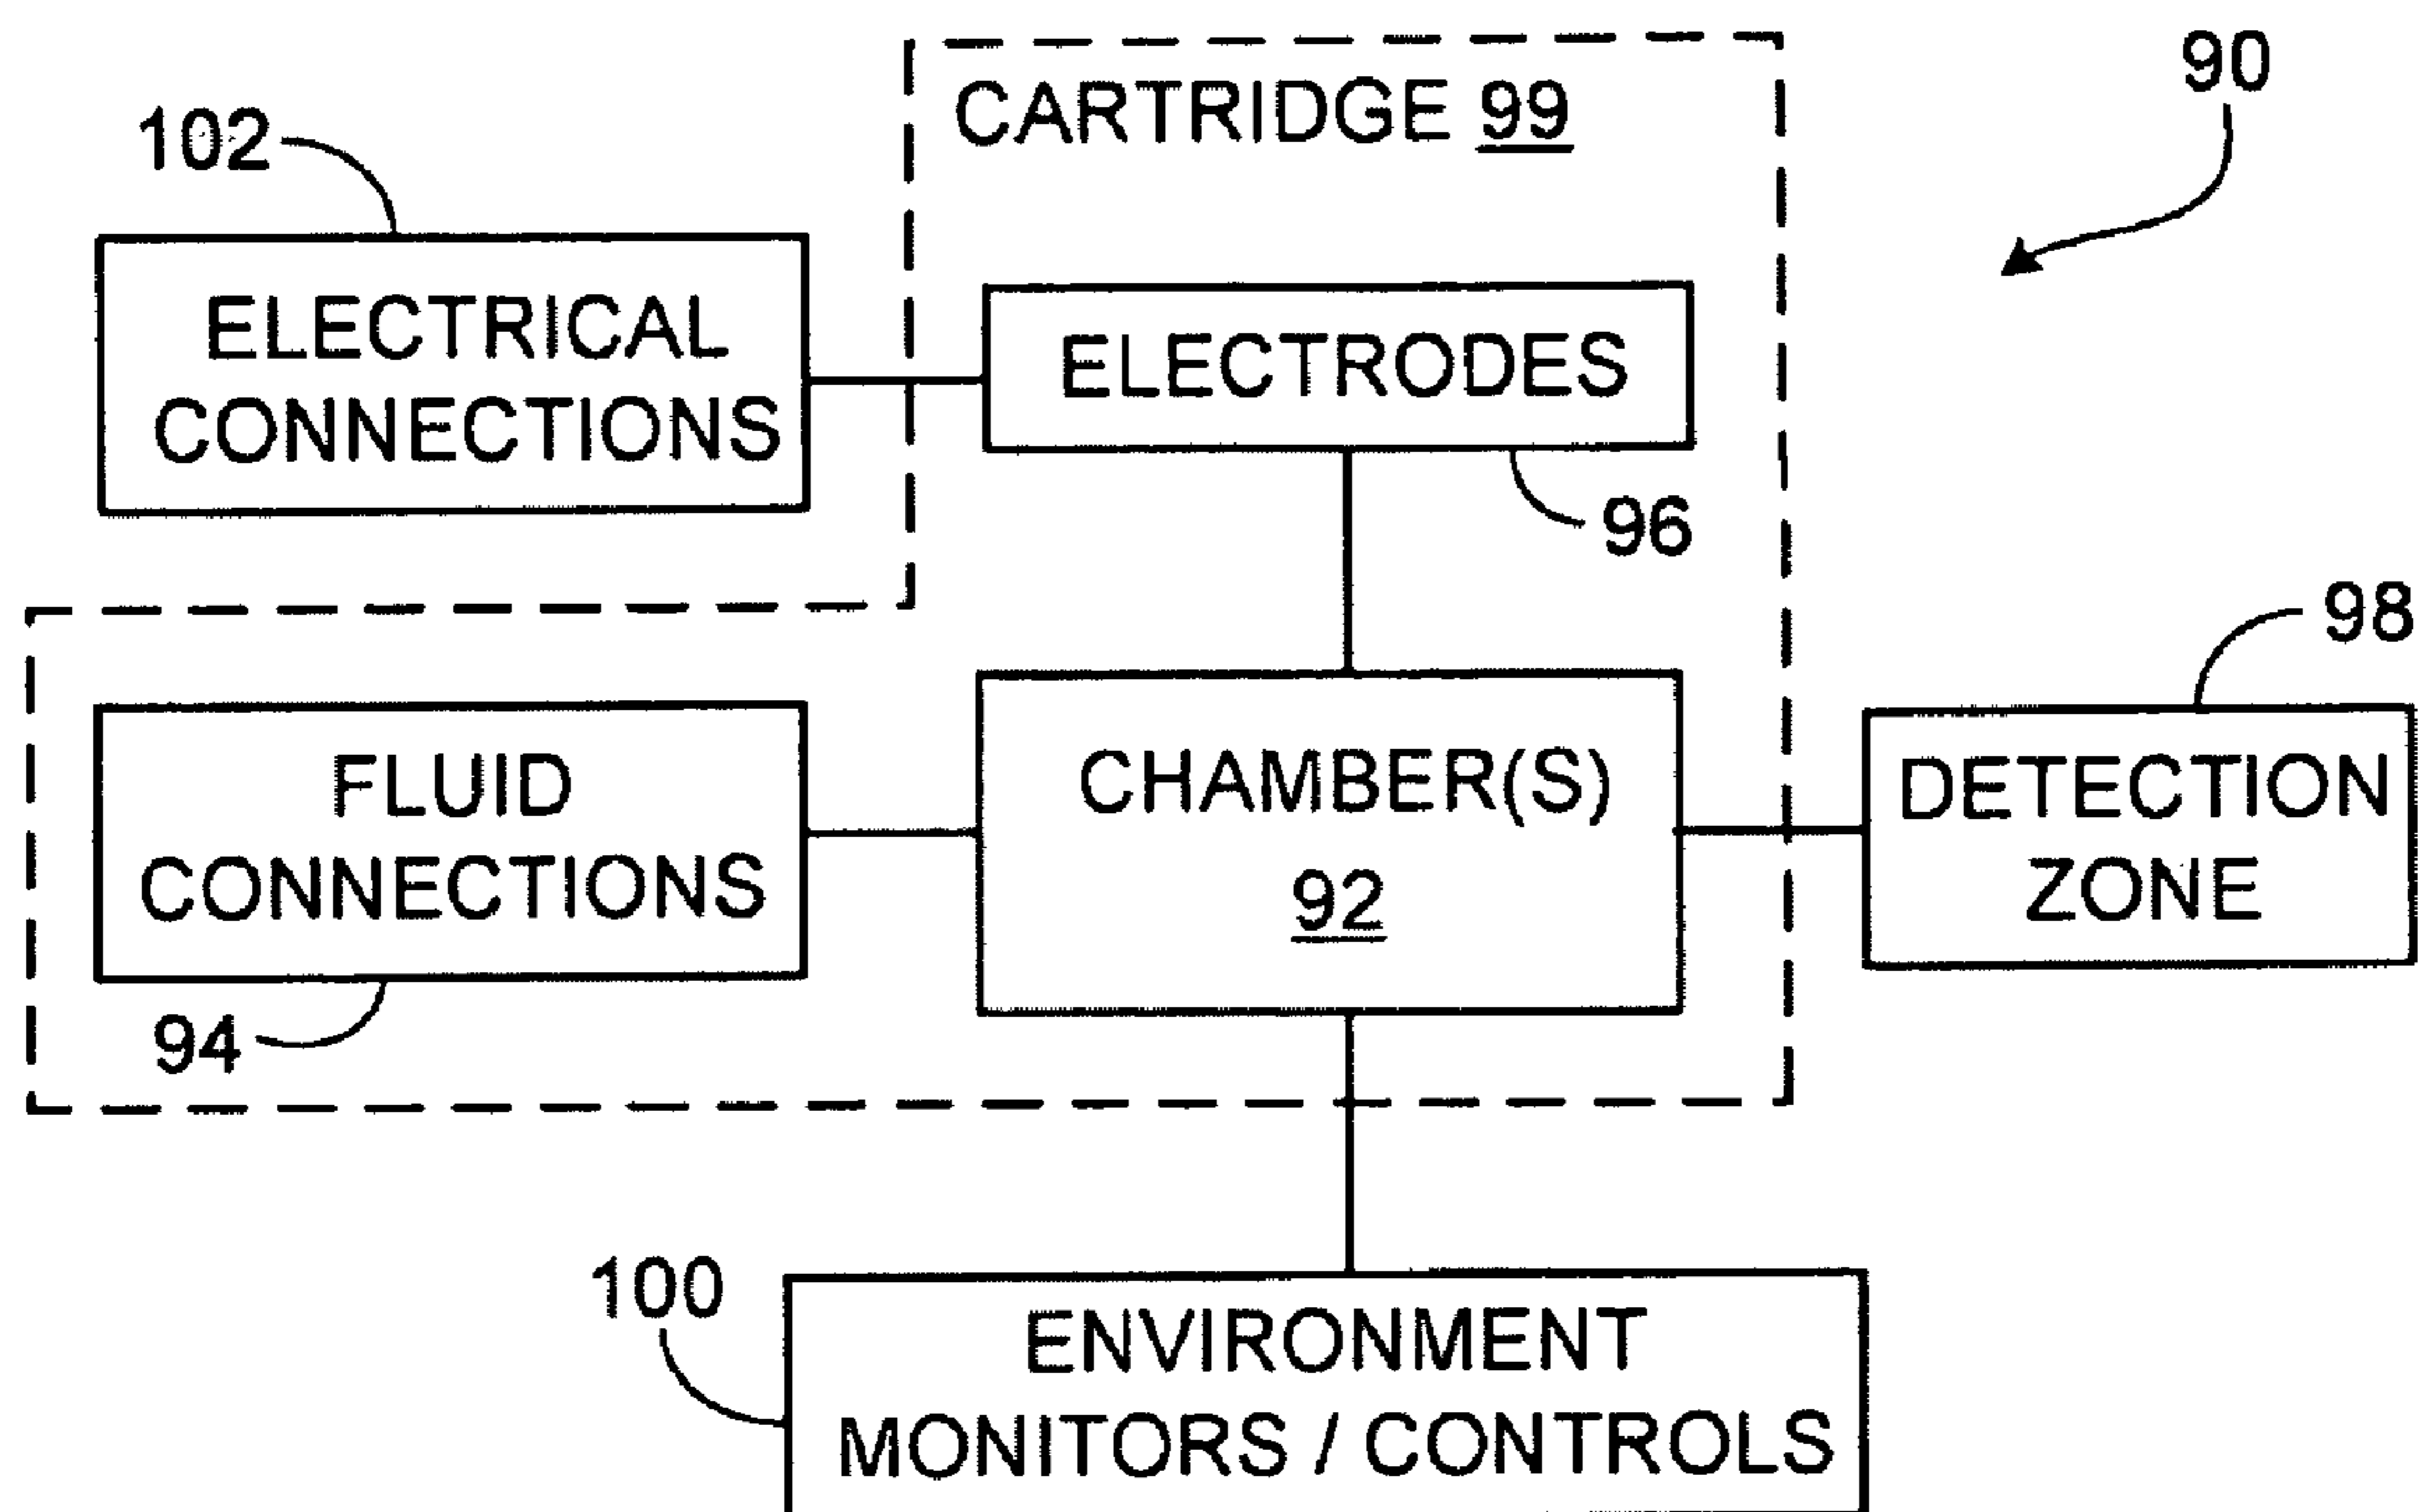 90
CARTRIDGE 99
102
ELECTRICAL
CONNECTIONS
ELECTRODES
96
98
FLUID
CONNECTIONS
CHAMBER(S)
92
DETECTION
ZONE
94
100
ENVIRONMENT
MONITORS / CONTROLS